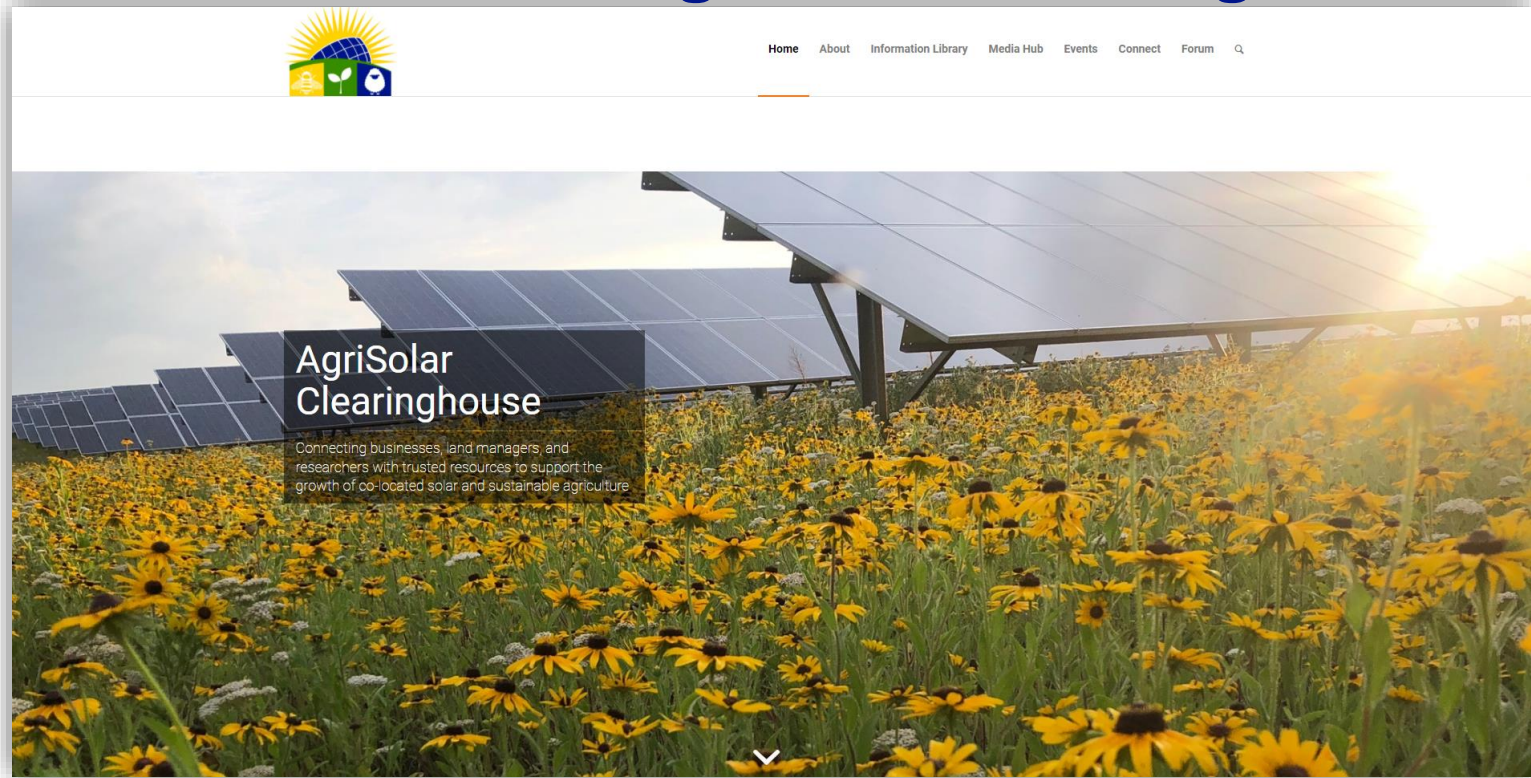 Home About Information Library Media Hub Events Connect Forum
AgriSolar
Clearinghouse
Connecting businesses, land managers, and
researchers with trusted resources to support the
growth of co-located solar and sustainable agriculture